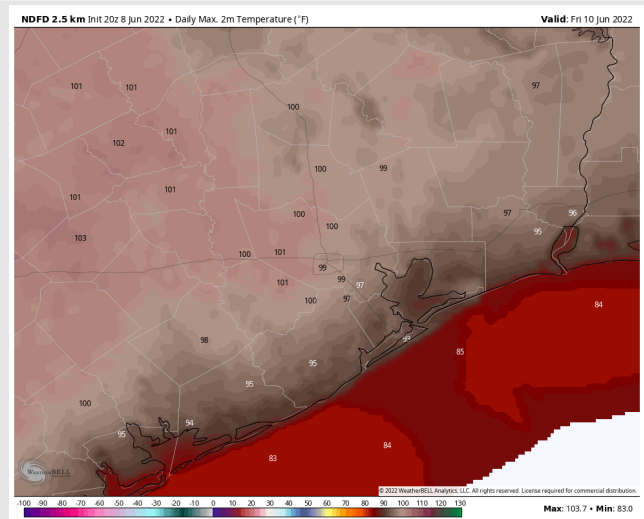 NDFD 2.5 km Init 20z 8 Jun 2022 • Daily Max. 2m Temperature (°F)
Valid: Fri 10 Jun 2022
101 101 97
100
102 101
100 99
101 101
100 97 96
103 100 95
100 101
99
101 99 97
100 97 84
98
85
95
95
100
94
95
83 84
WeatherBELL
© 2022 WeatherBELL Analytics, LLC. All rights reserved. License required for commercial distribution.
-100 -90 -80 -70 -60 -50 -40 -30 -20 -10 0 10 20 30 40 50 60 70 80 90 100 110 120 130
Max: 103.7 • Min: 83.0